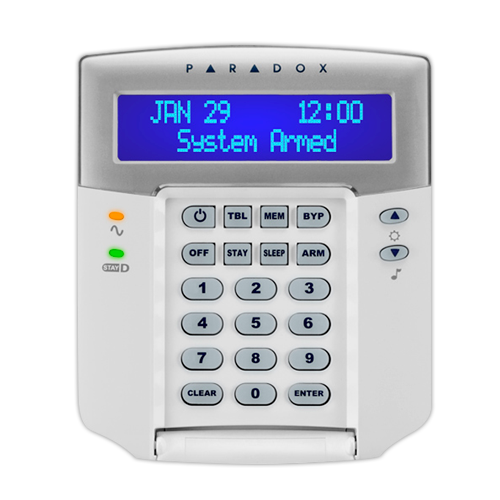 PARADOX
JAN 29 12:00
System Armed
TBL MEM BYP
OFF STAY SLEEP ARM
1 2 3
4 5 6
7 8 9
CLEAR 0 ENTER
STAYD